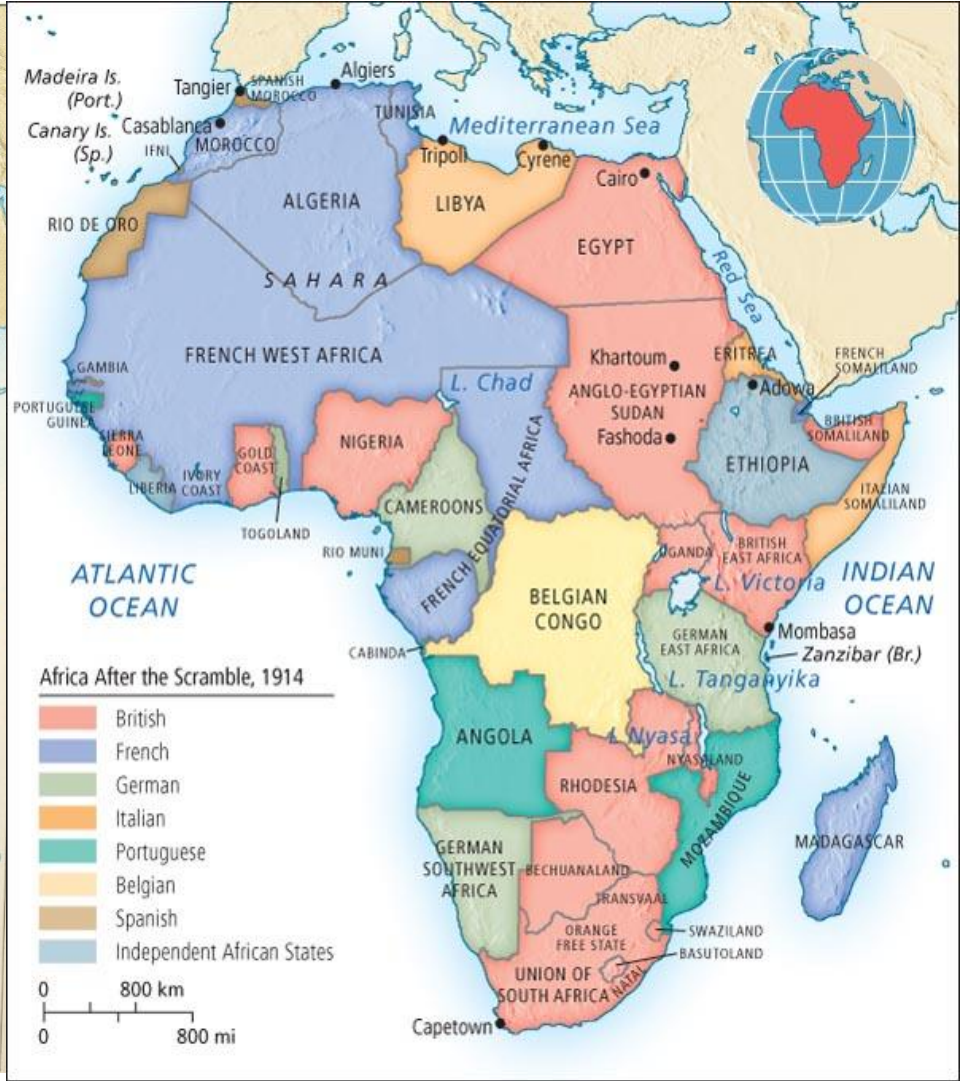 Madeira Is.
(Port.)
Canary Is.
(Sp.)
Tangier
SPANISH
MOROCCO
Algiers
Casablanca
MOROCCO
IFNI
TUNISIA
Mediterranean Sea
Tripoli
Cyrene
Cairo
RIO DE ORO
ALGERIA
LIBYA
EGYPT
SAHARA
Red Sea
FRENCH WEST AFRICA
GAMBIA
PORTUGUESE
GUINEA
SIERRA
LEONE
LIBERIA
IVORY
COAST
GOLD
COAST
TOGOLAND
NIGERIA
L. Chad
Khartoum
ANGLO-EGYPTIAN
SUDAN
Fashoda
ERITREA
Adowa
FRENCH
SOMALILAND
BRITISH
SOMALILAND
ETHIOPIA
ITALIAN
SOMALILAND
CAMEROONS
FRENCH EQUATORIAL AFRICA
RIO MUNI
UGANDA
BRITISH
EAST AFRICA
L. Victoria
ATLANTIC
OCEAN
INDIAN
OCEAN
BELGIAN
CONGO
GERMAN
EAST AFRICA
Mombasa
Zanzibar (Br.)
CABINDA
L. Tanganyika
ANGOLA
L. Nyasa
NYASALAND
RHODESIA
MOZAMBIQUE
MADAGASCAR
GERMAN
SOUTHWEST
AFRICA
BECHUANALAND
TRANSVAAL
ORANGE
FREE STATE
SWAZILAND
BASUTOLAND
UNION OF
SOUTH AFRICA
NATAL
Capetown
Africa After the Scramble, 1914
British
French
German
Italian
Portuguese
Belgian
Spanish
Independent African States
0 800 km
0 800 mi